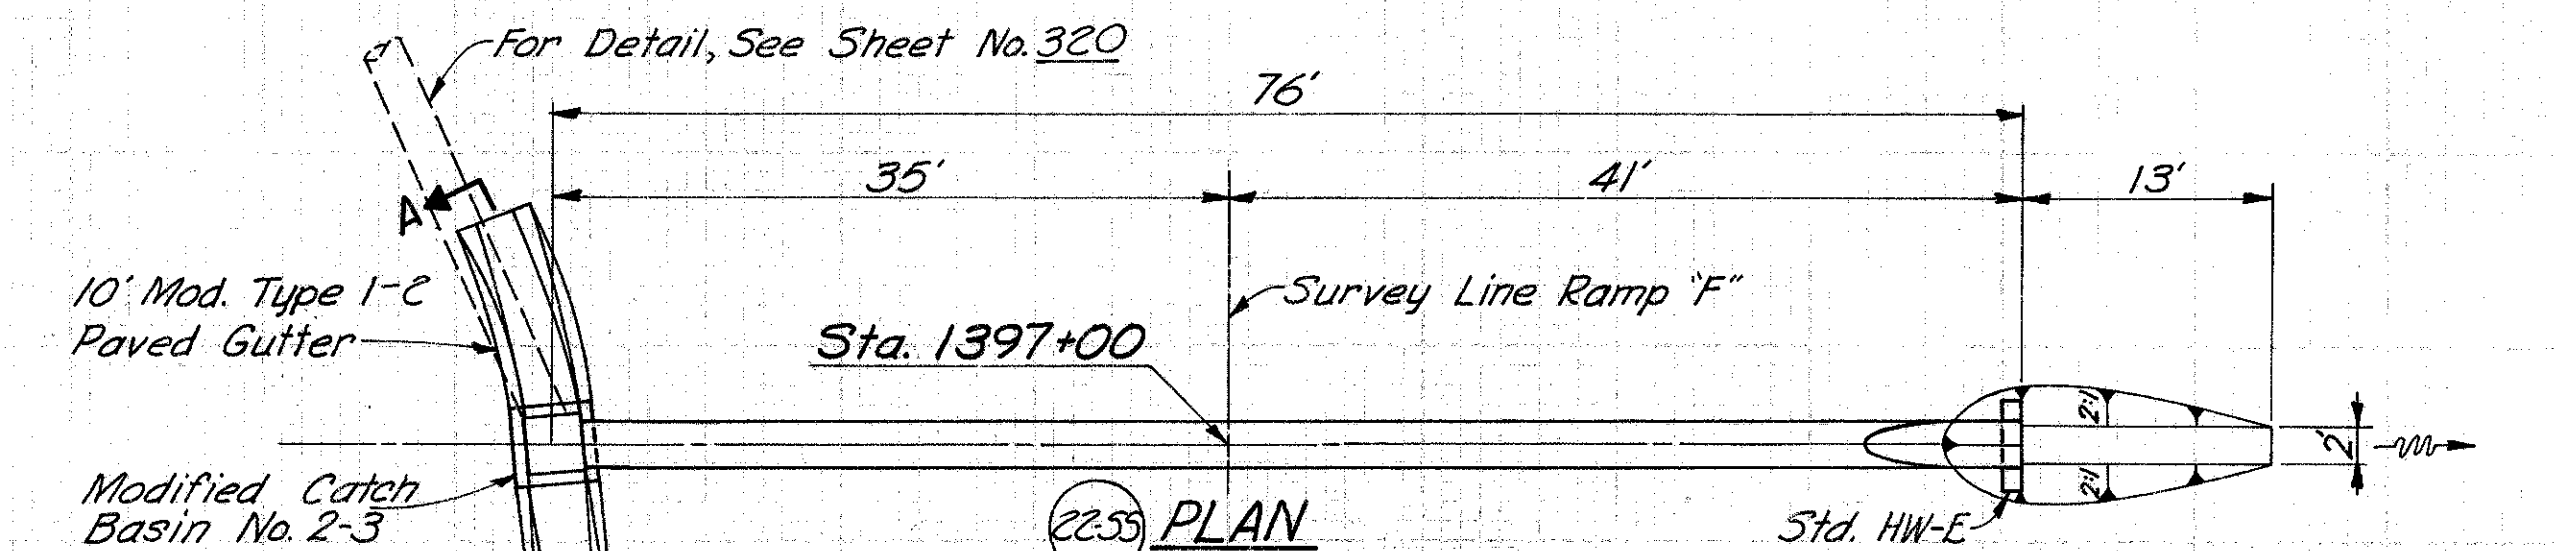 For Detail, See Sheet No. 320
76'
35'
41'
13'
A
10' Mod. Type 1-2
Paved Gutter
Survey Line Ramp "F"
Sta. 1397+00
2:1
2'
2:1
Modified Catch
Basin No. 2-3
22-55 PLAN
Std. HW-E